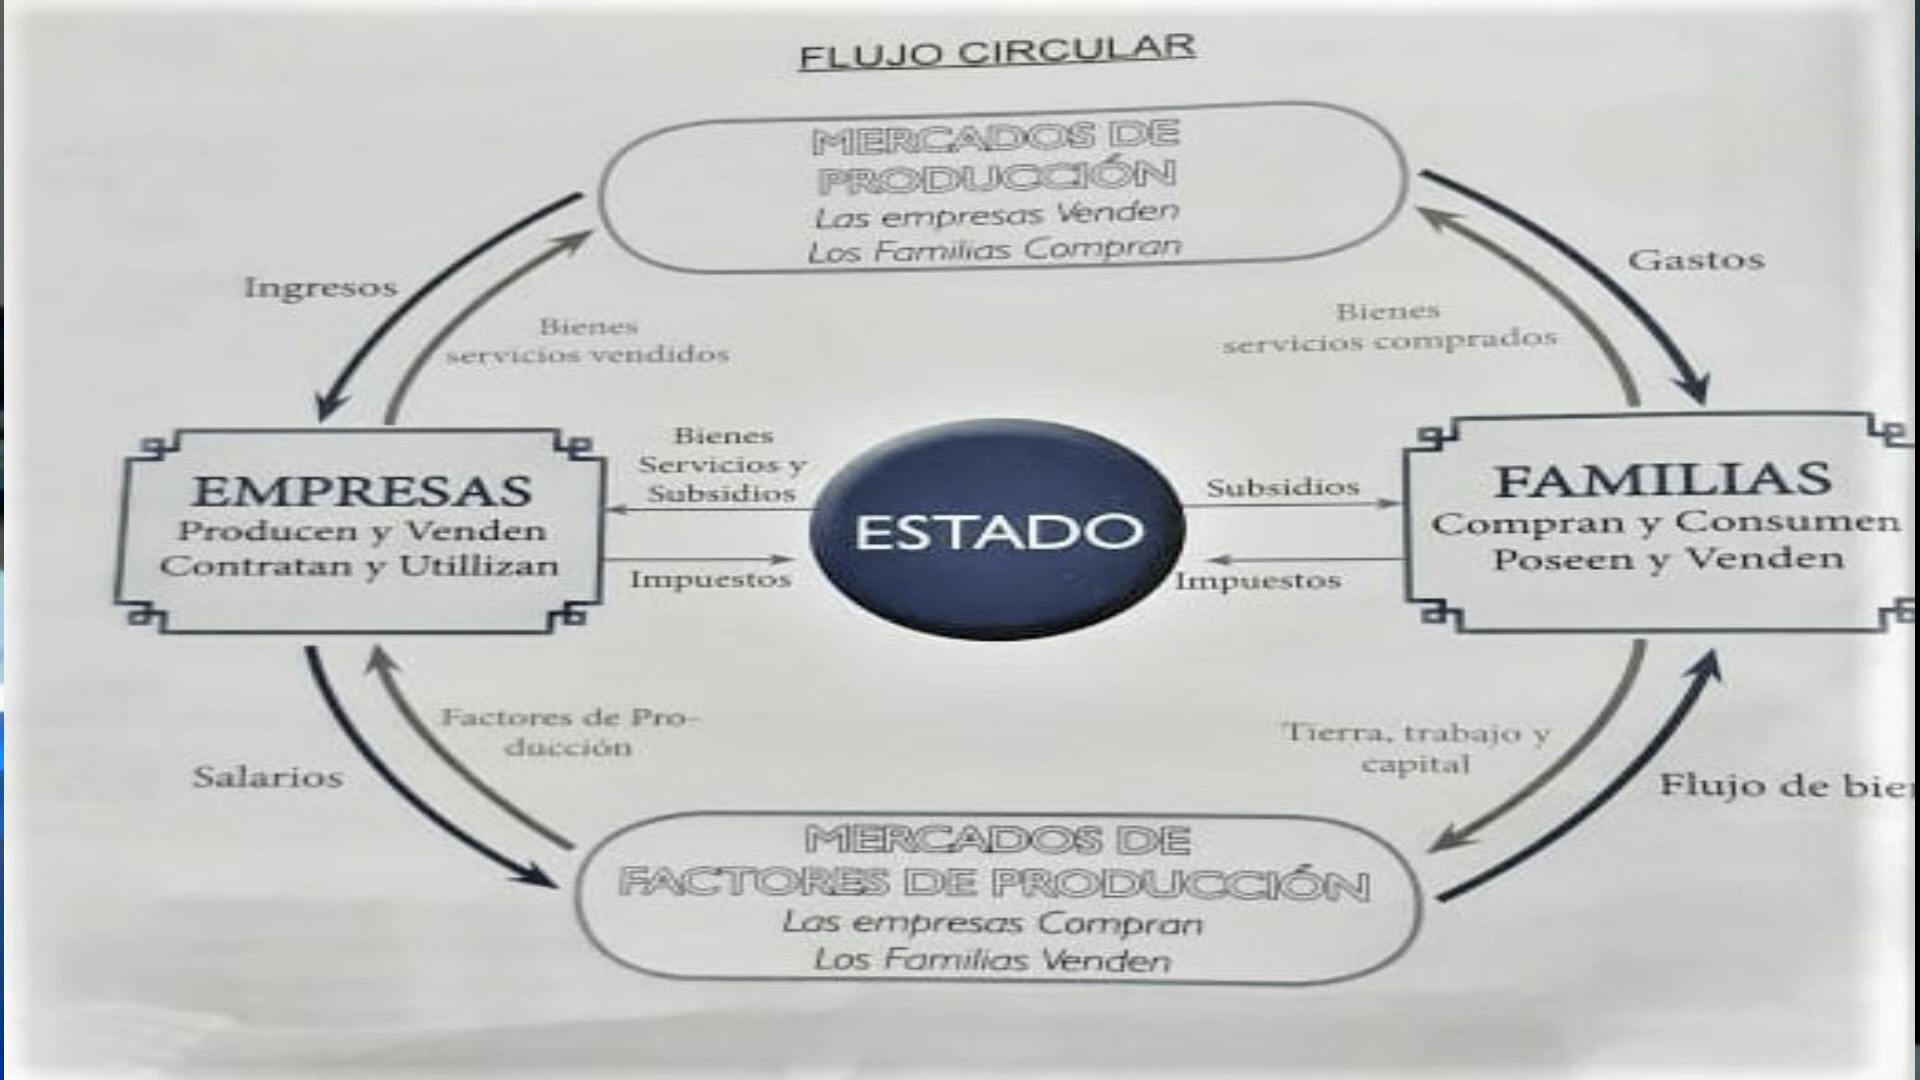 FLUJO CIRCULAR
MERCADOS DE
PRODUCCIÓN
Las empresas Venden
Los Familias Compran
Ingresos
Bienes
servicios vendidos
Bienes
servicios comprados
Gastos
EMPRESAS
Producen y Venden
Contratan y Utillizan
Bienes
Servicios y
Subsidios
Impuestos
ESTADO
Subsidios
Impuestos
FAMILIAS
Compran y Consumen
Poseen y Venden
Salarios
Factores de Pro-
ducción
Tierra, trabajo y
capital
Flujo de
MERCADOS DE
FACTORES DE PRODUCCIÓN
Las empresas Compran
Los Familias Venden